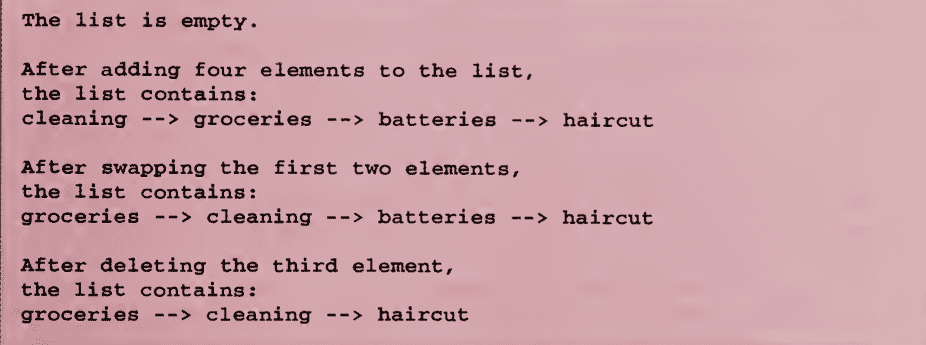 The list is empty.
After adding four elements to the list,
the list contains:
cleaning --> groceries --> batteries --> haircut
After swapping the first two elements,
the list contains:
groceries --> cleaning --> batteries --> haircut
After deleting the third element,
the list contains:
groceries --> cleaning --> haircut